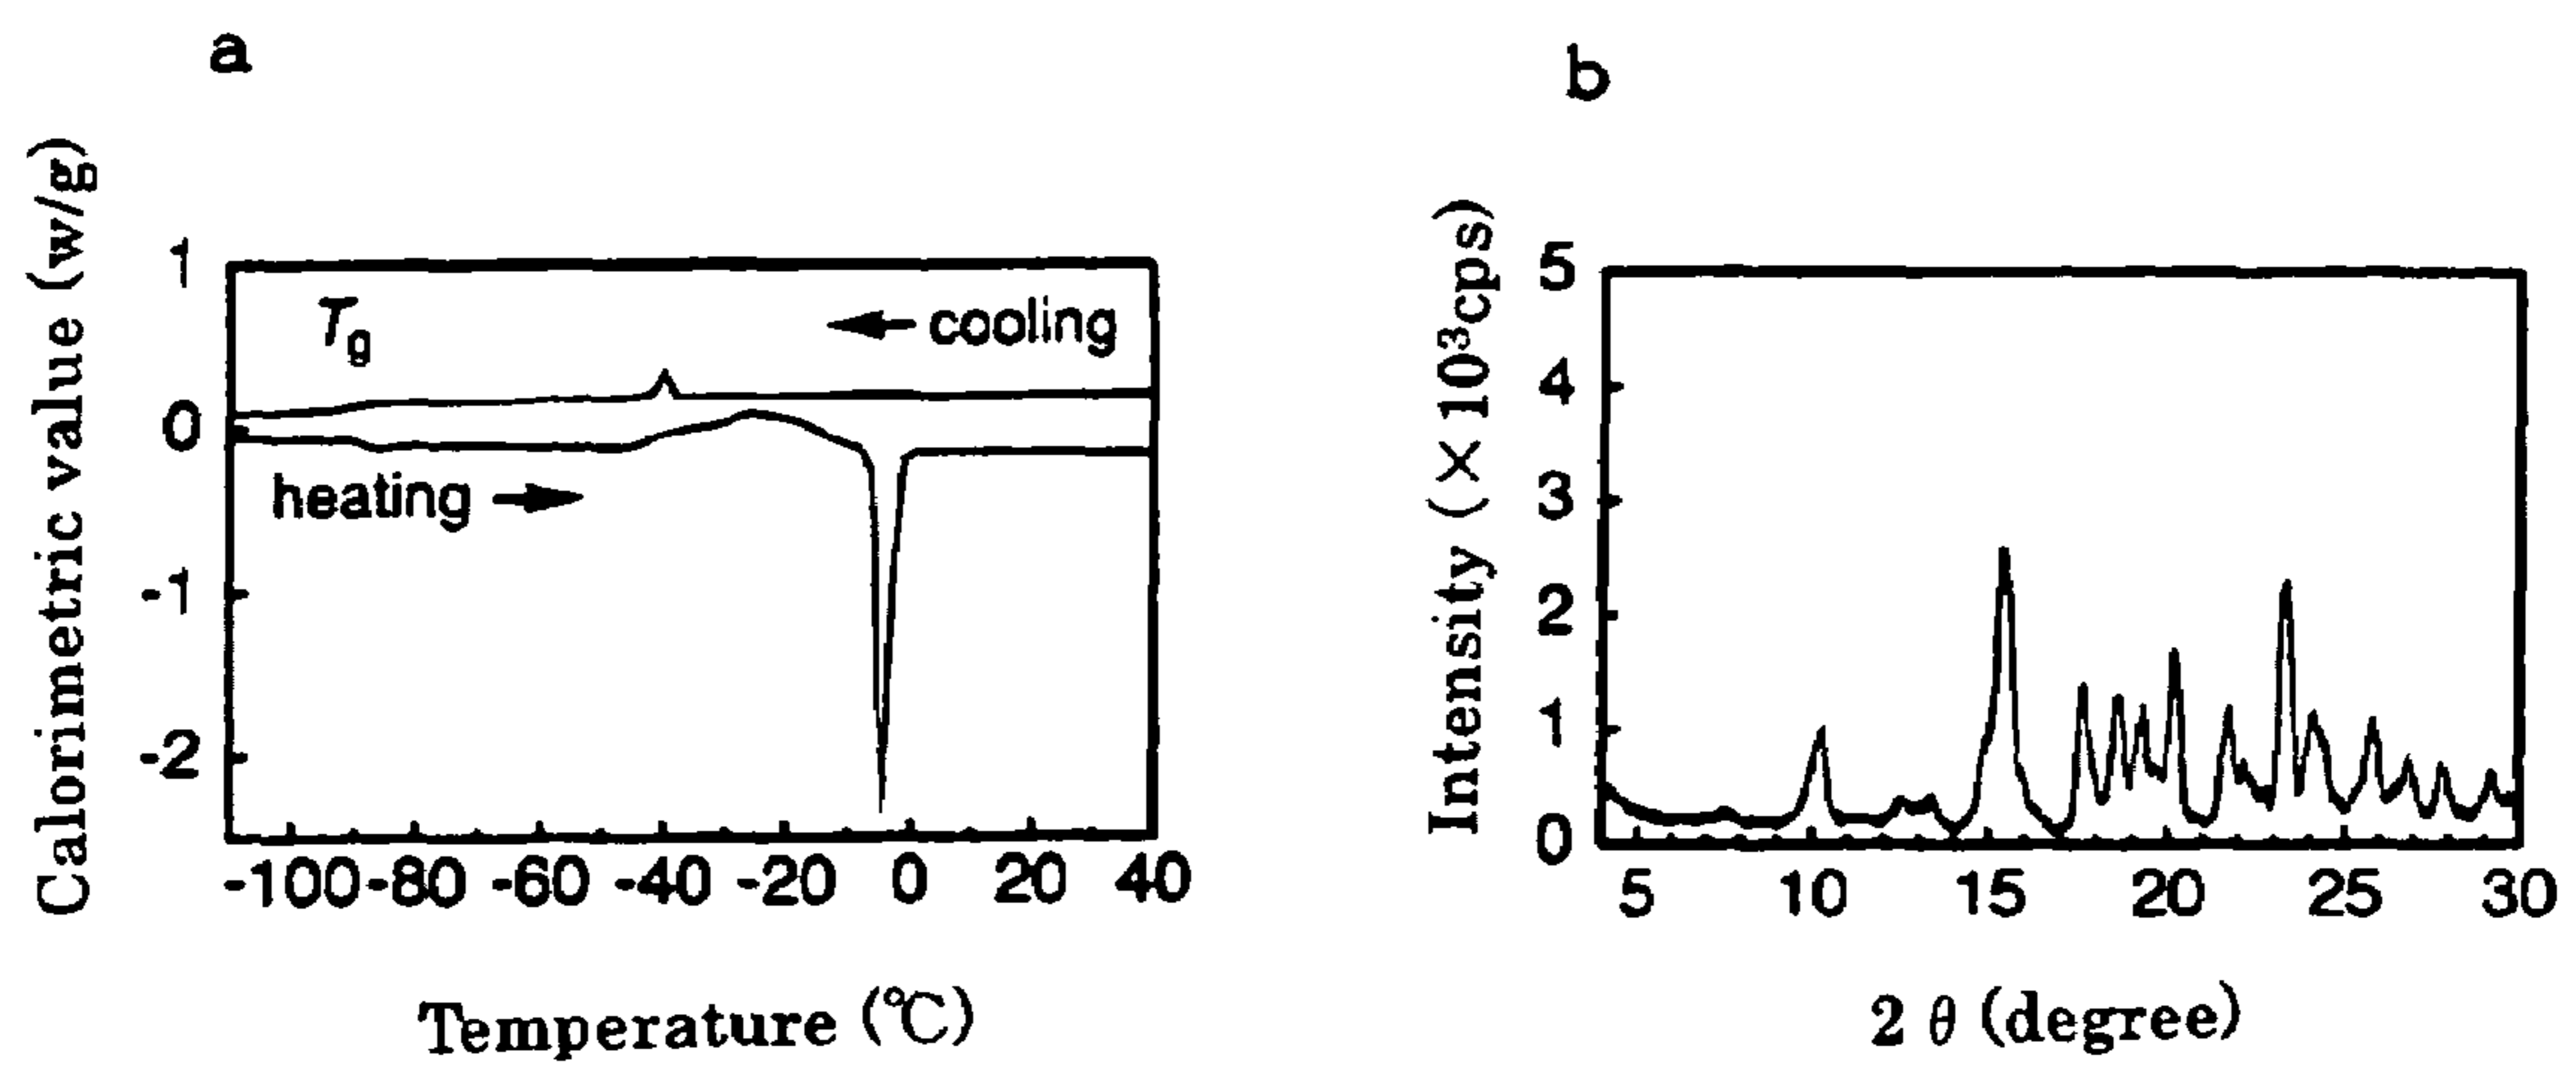 a
Calorimetric value (w/g)
1
0
-1
-2
Tg
← cooling
heating →
-100 -80 -60 -40 -20 0 20 40
Temperature (℃)
b
Intensity (×10³cps)
5
4
3
2
1
0
5 10 15 20 25 30
2 θ (degree)